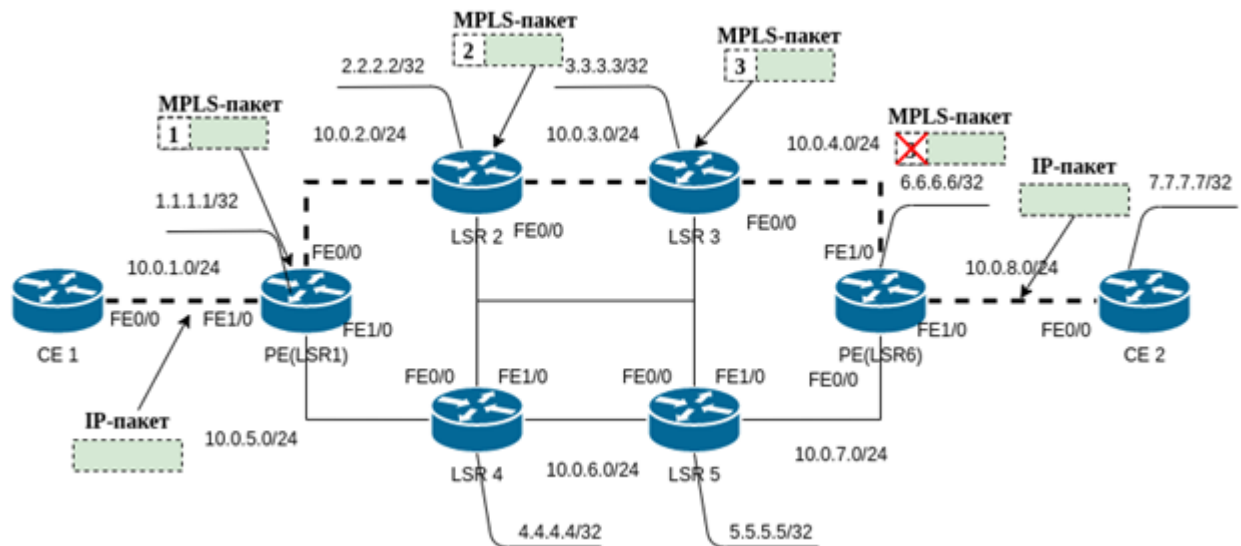 MPLS-пакет
2
MPLS-пакет
3
2.2.2.2/32
3.3.3.3/32
MPLS-пакет
1
10.0.2.0/24
10.0.3.0/24
10.0.4.0/24
MPLS-пакет
3
6.6.6.6/32
IP-пакет
7.7.7.7/32
1.1.1.1/32
LSR 2
FE0/0
LSR 3
FE0/0
FE0/0
FE1/0
10.0.1.0/24
10.0.8.0/24
FE0/0
FE1/0
FE1/0
FE1/0
FE0/0
CE 1
PE(LSR1)
PE(LSR6)
CE 2
FE0/0
FE1/0
FE0/0
FE1/0
FE0/0
IP-пакет
10.0.5.0/24
LSR 4
10.0.6.0/24
LSR 5
10.0.7.0/24
4.4.4.4/32
5.5.5.5/32